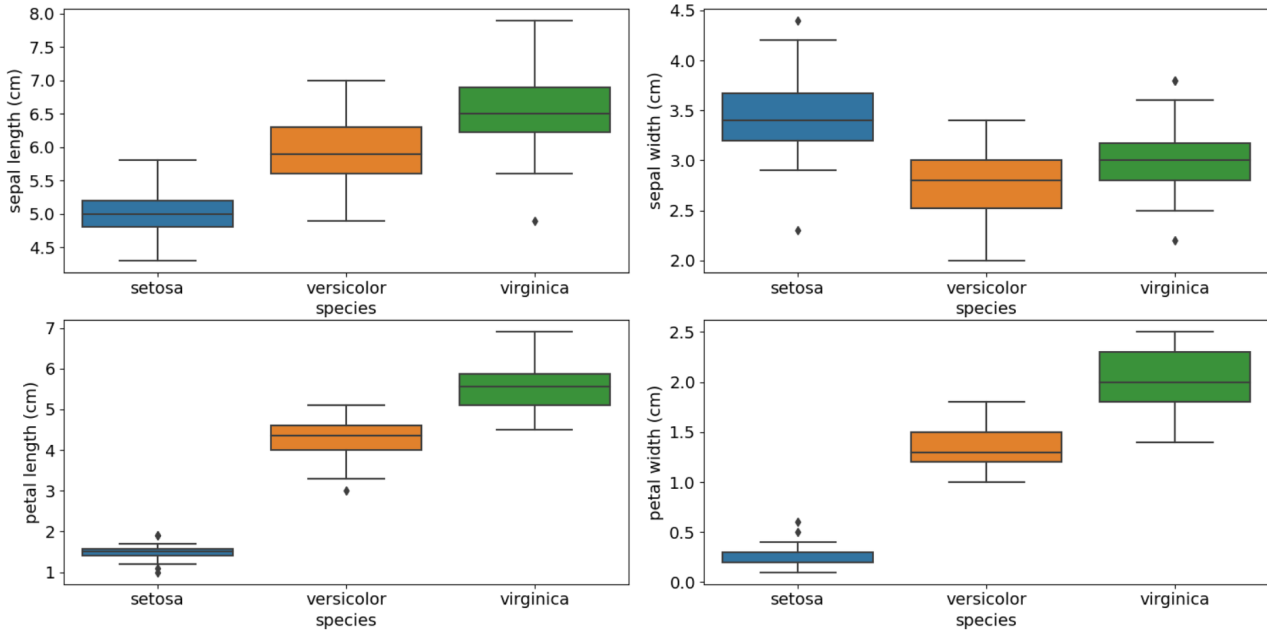 sepal length (cm)
8.0
7.5
7.0
6.5
6.0
5.5
5.0
4.5
setosa versicolor virginica
species
sepal width (cm)
4.5
4.0
3.5
3.0
2.5
2.0
setosa versicolor virginica
species
petal length (cm)
7
6
5
4
3
2
1
setosa versicolor virginica
species
petal width (cm)
2.5
2.0
1.5
1.0
0.5
0.0
setosa versicolor virginica
species